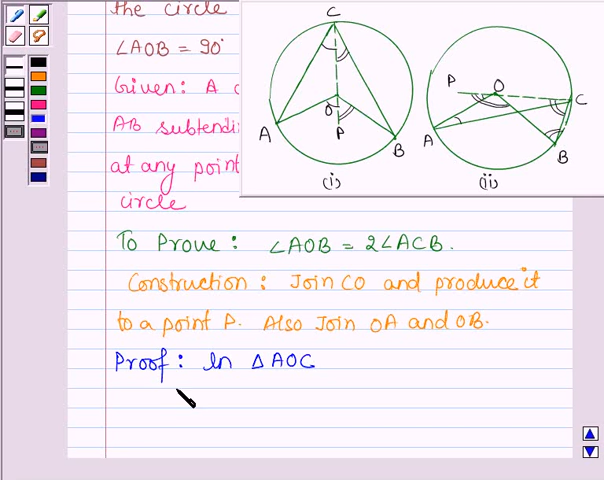 the circle
∠AOB = 90°
Given: A
AB subtendi
at any point
circle
C
O
P
A
B
(i)
P
O
C
A
B
(ii)
To Prove: ∠AOB = 2∠ACB.
Construction: Join CO and produce it
to a point P. Also Join OA and OB.
Proof: In △AOC